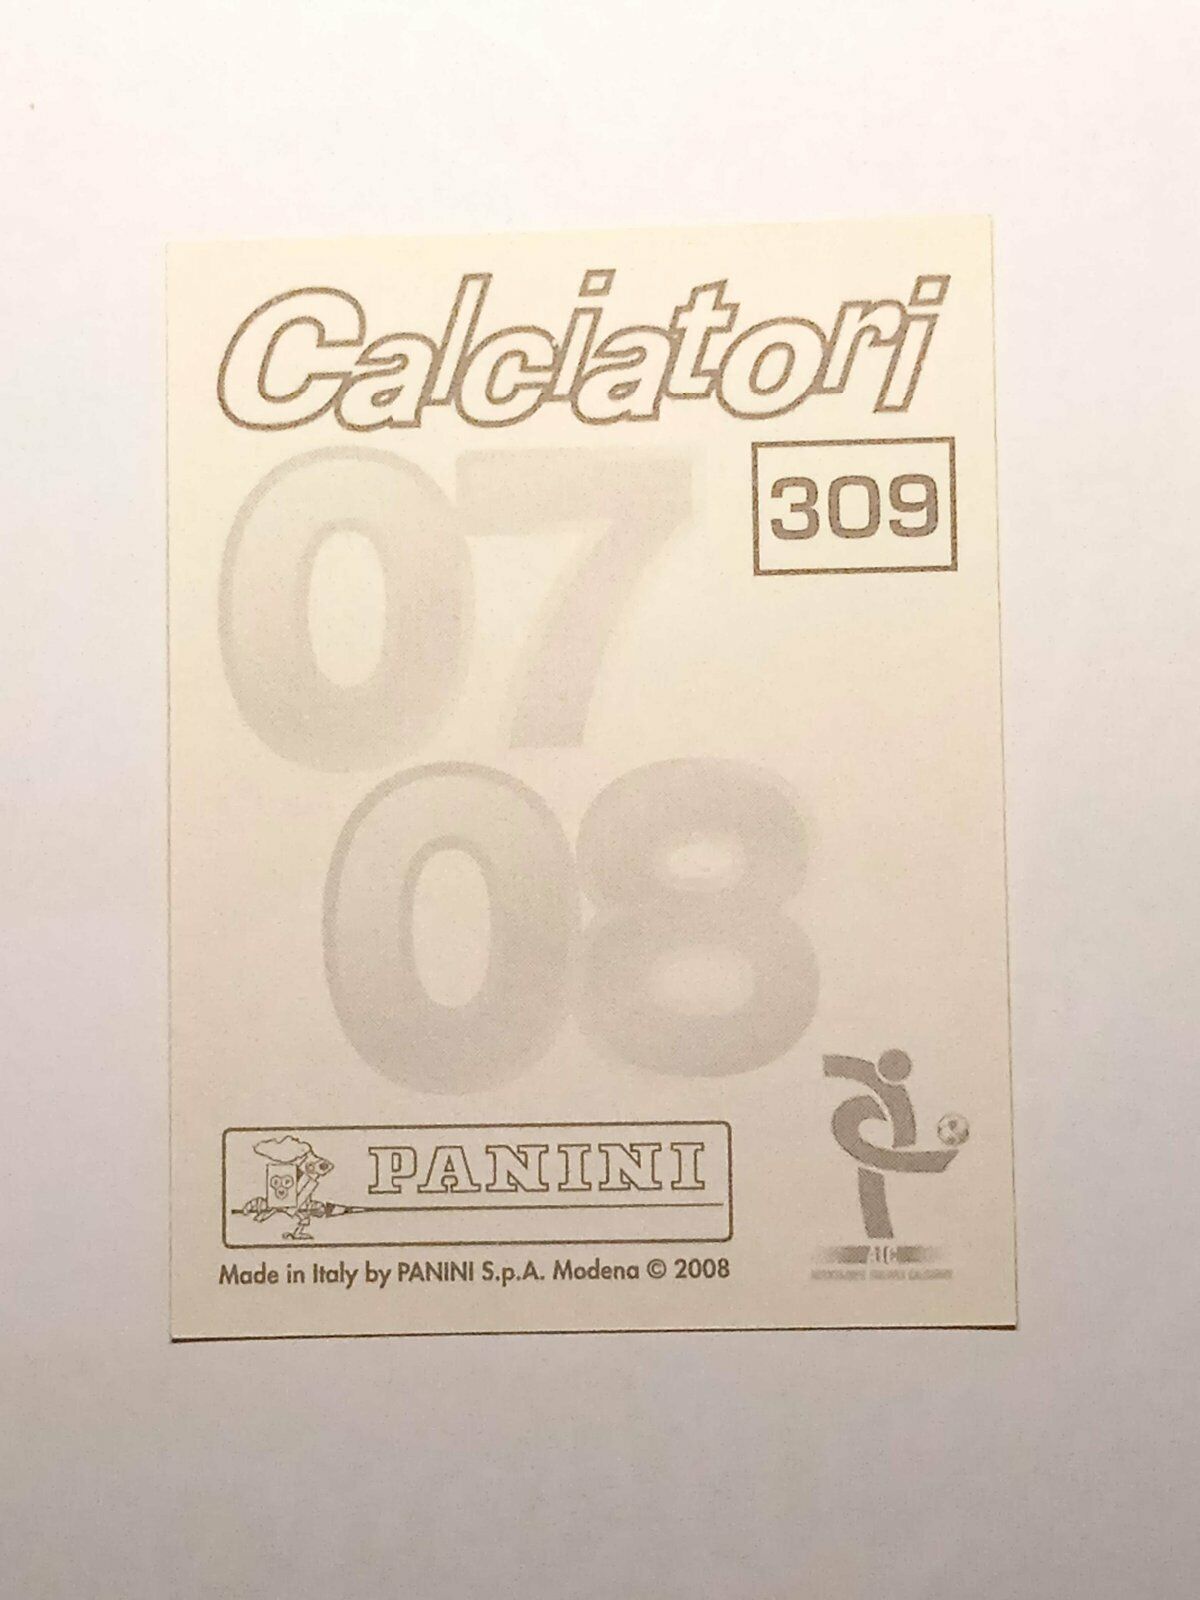 Calciatori
309
07
08
PANINI
Made in Italy by PANINI S.p.A. Modena © 2008